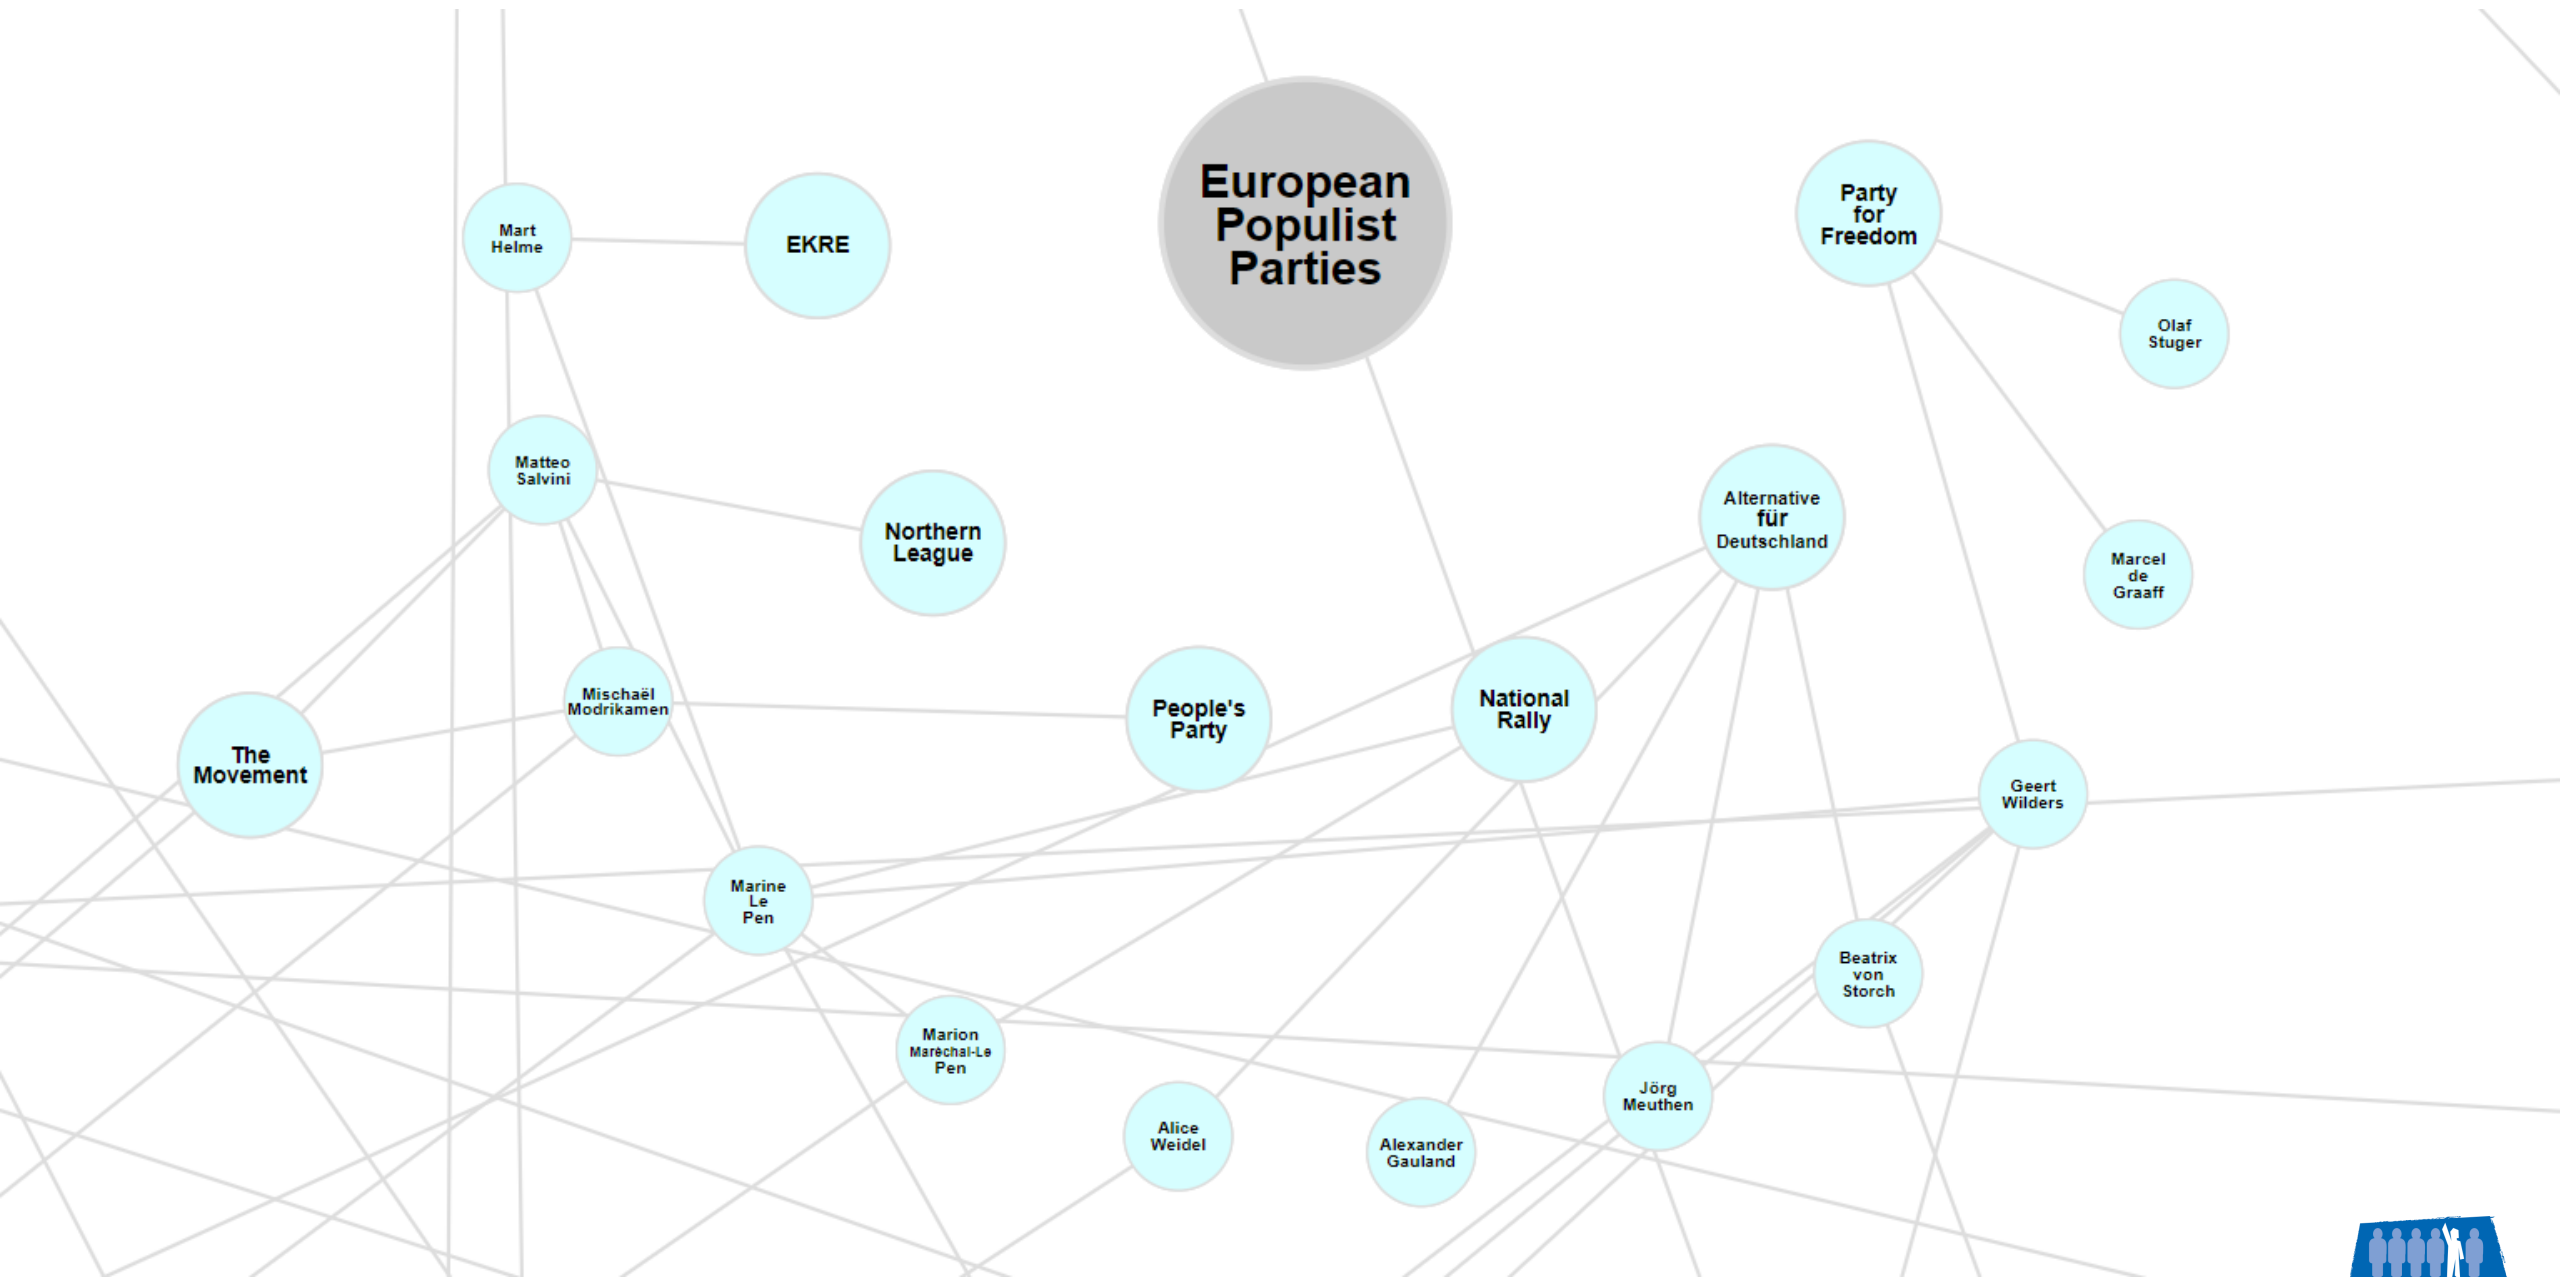 European
Populist
Parties
Party
for
Freedom
Mart
Helme
EKRE
Olaf
Stuger
Matteo
Salvini
Northern
League
Alternative
für
Deutschland
Marcel
de
Graaff
Mischaël
Modrikamen
People's
Party
National
Rally
The
Movement
Geert
Wilders
Marine
Le
Pen
Beatrix
von
Storch
Marion
Maréchal-Le
Pen
Jörg
Meuthen
Alice
Weidel
Alexander
Gauland